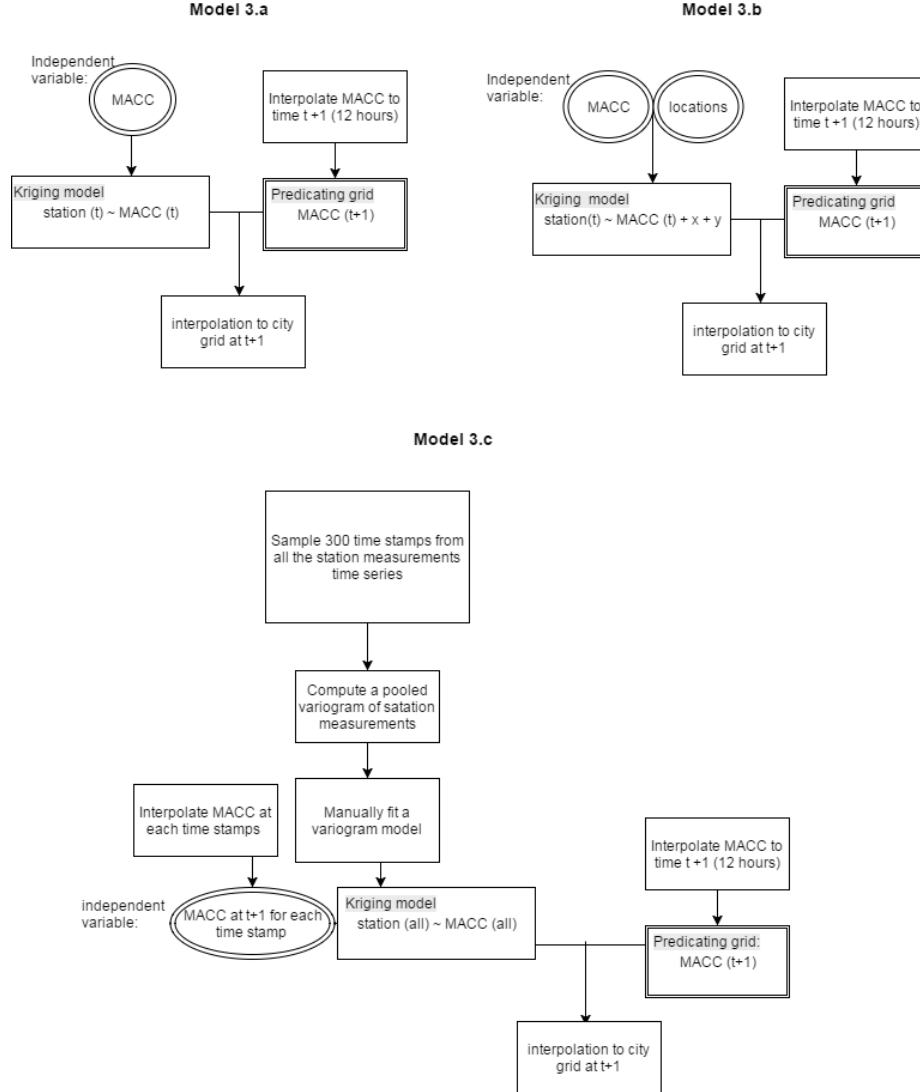 Model 3.a
Independent
variable:
MACC
Interpolate MACC to
time t +1 (12 hours)
Kriging model
station (t) ~ MACC (t)
Predicating grid
MACC (t+1)
interpolation to city
grid at t+1
Model 3.b
Independent
variable:
MACC
locations
Interpolate MACC to
time t +1 (12 hours)
Kriging model
station(t) ~ MACC (t) + x + y
Predicating grid
MACC (t+1)
interpolation to city
grid at t+1
Model 3.c
Sample 300 time stamps from
all the station measurements
time series
Compute a pooled
variogram of satation
measurements
Interpolate MACC at
each time stamps
Manually fit a
variogram model
Interpolate MACC to
time t +1 (12 hours)
independent
variable:
MACC at t+1 for each
time stamp
Kriging model
station (all) ~ MACC (all)
Predicating grid:
MACC (t+1)
interpolation to city
grid at t+1